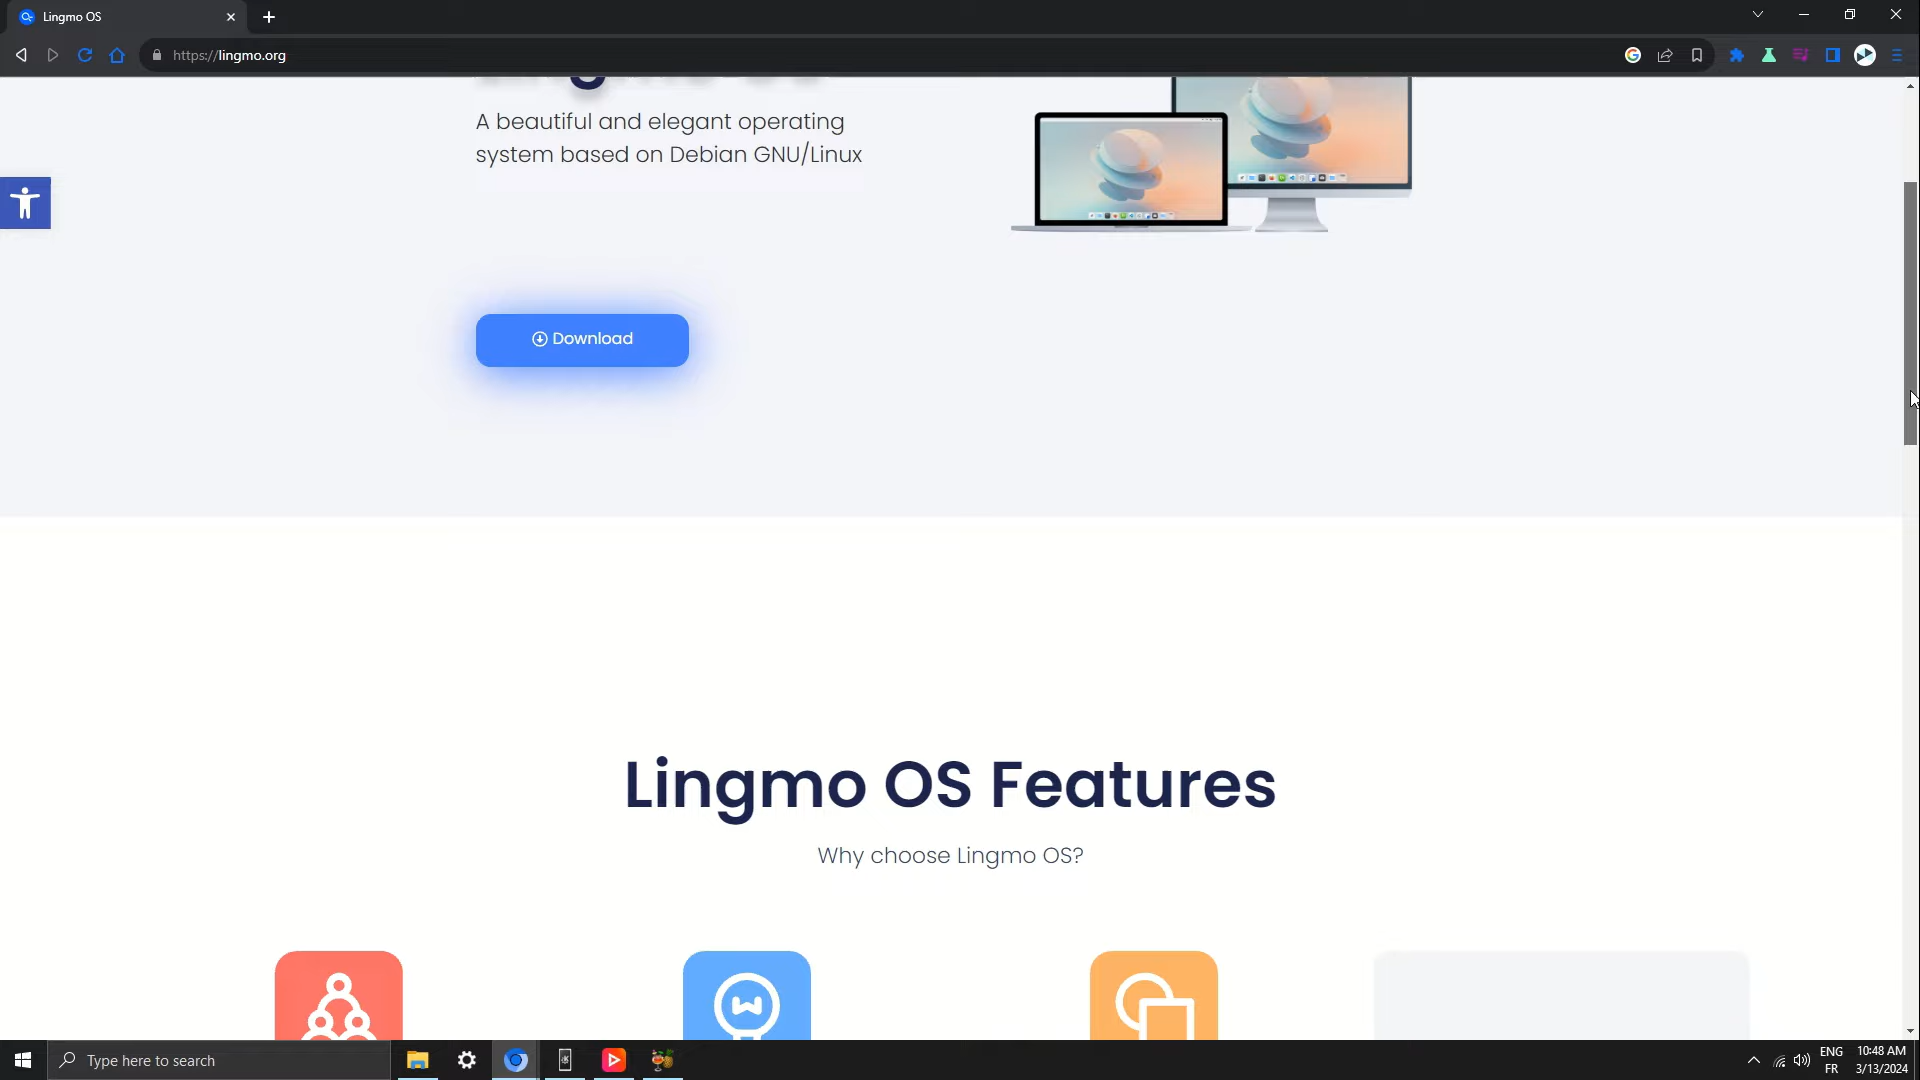 Lingmo OS
https://lingmo.org
A beautiful and elegant operating
system based on Debian GNU/Linux
Download
Lingmo OS Features
Why choose Lingmo OS?
Type here to search
ENG
FR
10:48 AM
3/13/2024